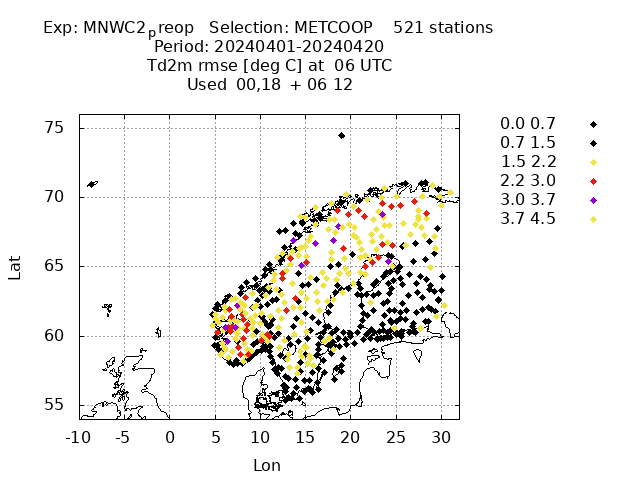 Exp: MNWC2preop Selection: METCOOP 521 stations
Period: 20240401-20240420
Td2m rmse [deg C] at 06 UTC
Used 00,18 + 06 12
0.0 0.7
0.7 1.5
1.5 2.2
2.2 3.0
3.0 3.7
3.7 4.5
75
70
65
60
55
Lat
-10 -5 0 5 10 15 20 25 30
Lon